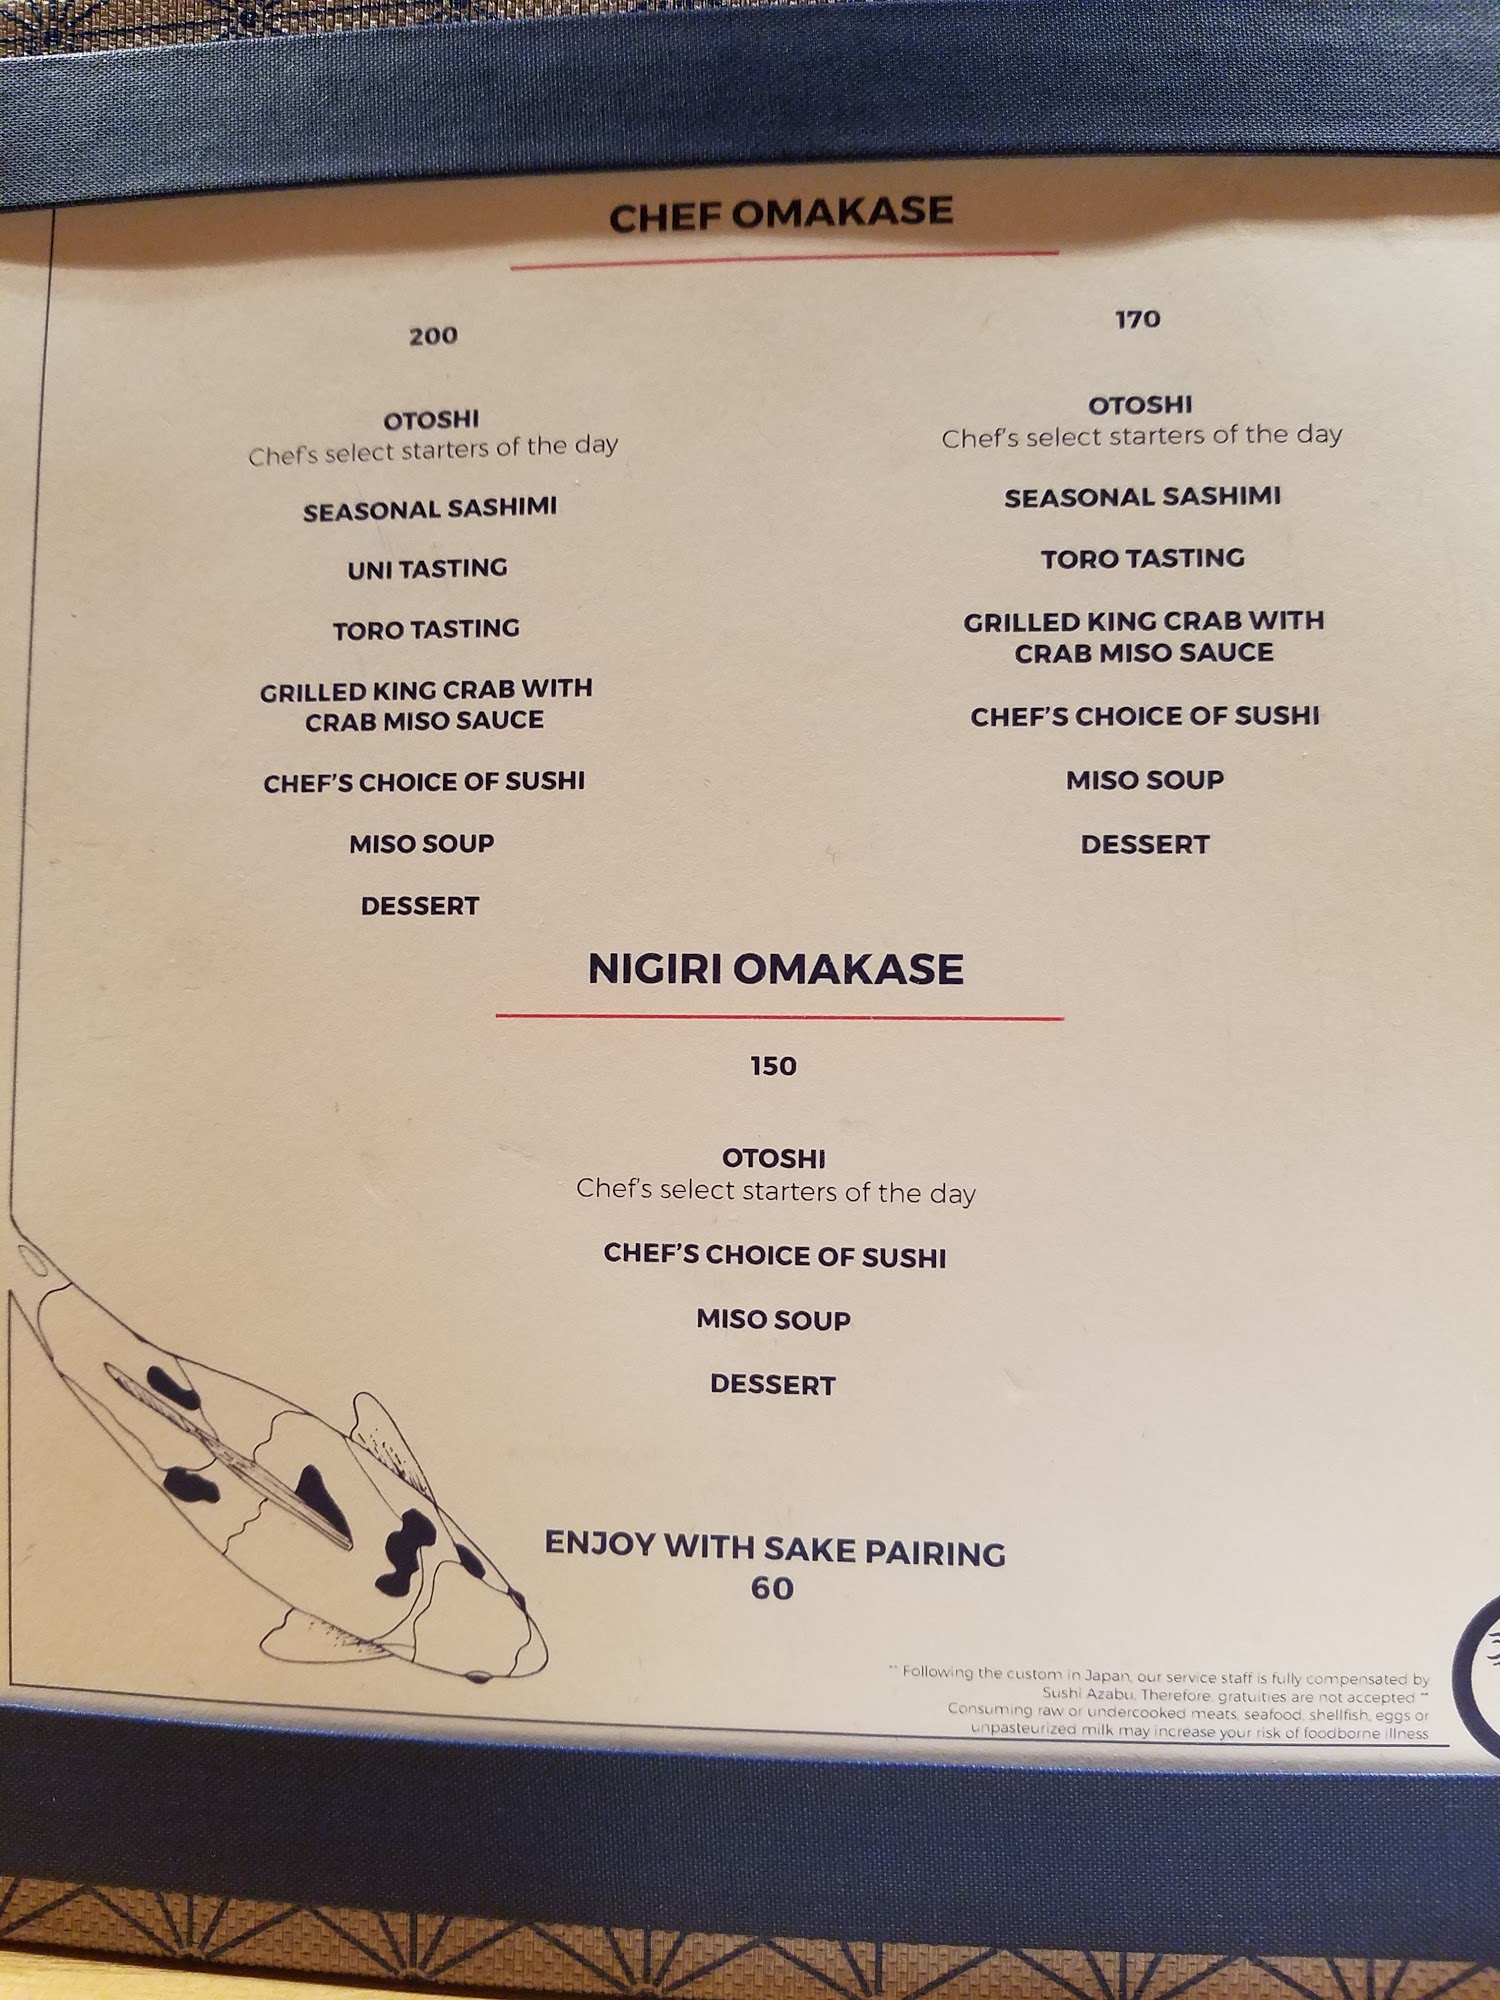 CHEF OMAKASE
200
OTOSHI
Chef's select starters of the day
SEASONAL SASHIMI
UNI TASTING
TORO TASTING
GRILLED KING CRAB WITH
CRAB MISO SAUCE
CHEF'S CHOICE OF SUSHI
MISO SOUP
DESSERT
170
OTOSHI
Chef's select starters of the day
SEASONAL SASHIMI
TORO TASTING
GRILLED KING CRAB WITH
CRAB MISO SAUCE
CHEF'S CHOICE OF SUSHI
MISO SOUP
DESSERT
NIGIRI OMAKASE
150
OTOSHI
Chef's select starters of the day
CHEF'S CHOICE OF SUSHI
MISO SOUP
DESSERT
ENJOY WITH SAKE PAIRING
60
** Following the custom in Japan, our service staff is fully compensated by
Sushi Azabu. Therefore, gratuities are not accepted **
Consuming raw or undercooked meats, seafood, shellfish, eggs or
unpasteurized milk may increase your risk of foodborne illness